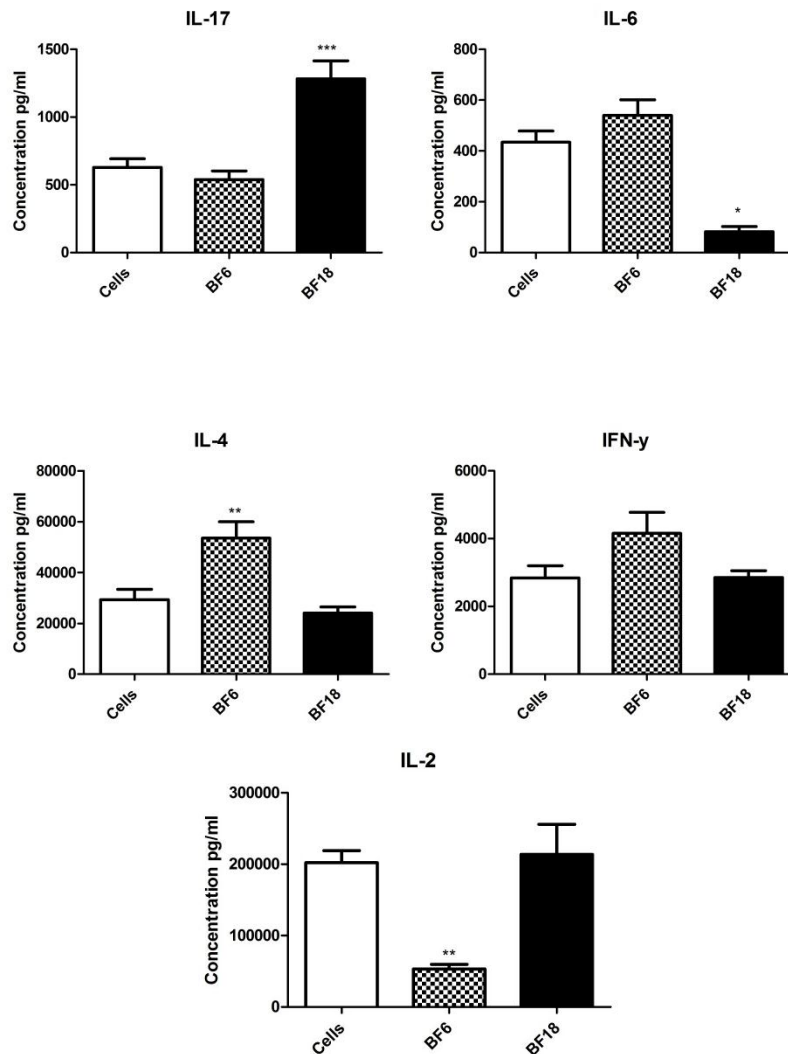 IL-17
Concentration pg/ml
1500
1000
500
0
***
Cells
BF6
BF18
IL-6
Concentration pg/ml
800
600
400
200
0
*
Cells
BF6
BF18
IL-4
Concentration pg/ml
80000
60000
40000
20000
0
**
Cells
BF6
BF18
IFN-y
Concentration pg/ml
6000
4000
2000
0
Cells
BF6
BF18
IL-2
Concentration pg/ml
300000
200000
100000
0
**
Cells
BF6
BF18